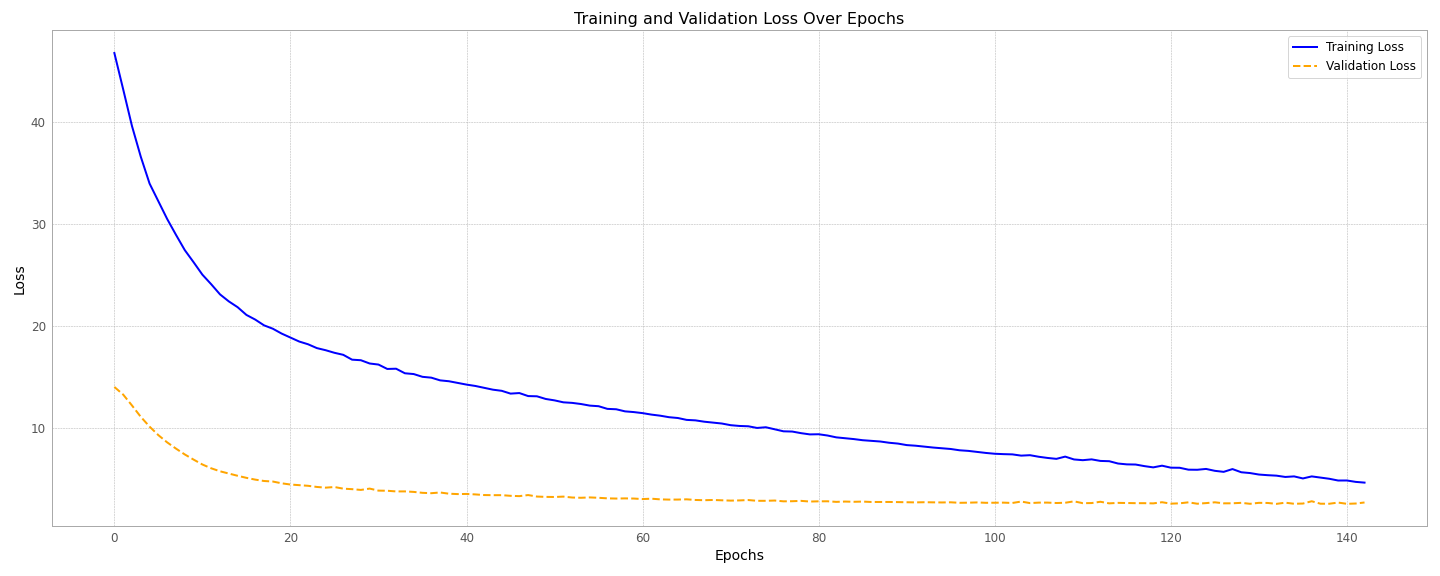 Training and Validation Loss Over Epochs
Training Loss
Validation Loss
Loss
40
30
20
10
0 20 40 60 80 100 120 140
Epochs